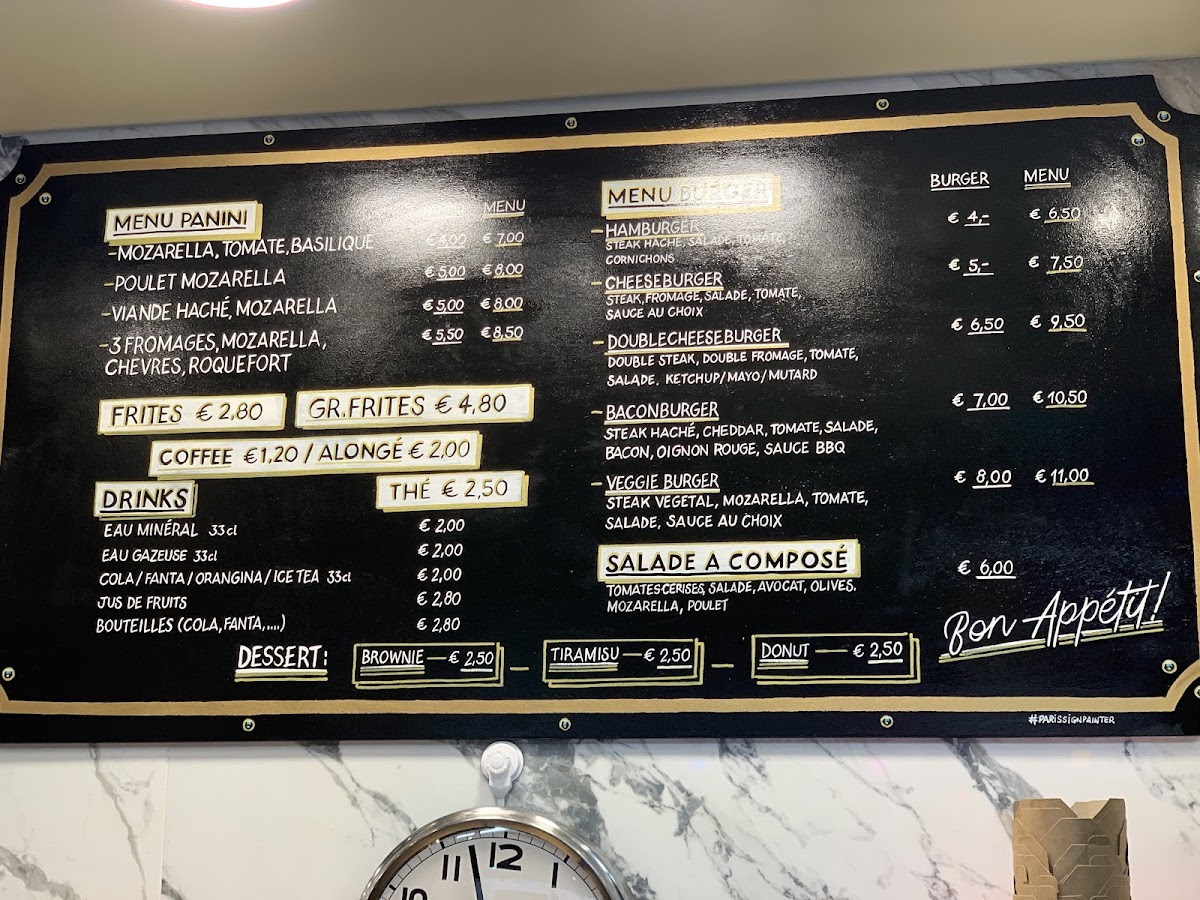 MENU PANINI
MENU
-MOZARELLA, TOMATE, BASILIQUE € 4,00 € 7,00
-POULET MOZARELLA € 5,00 € 8,00
-VIANDE HACHÉ, MOZARELLA € 5,00 € 8,00
-3 FROMAGES, MOZARELLA, € 5,50 € 8,50
CHEVRES, ROQUEFORT
FRITES € 2,80
GR.FRITES € 4,80
COFFEE €1,20 / ALONGÉ € 2,00
DRINKS
THÉ € 2,50
EAU MINÉRAL 33cl € 2,00
EAU GAZEUSE 33cl € 2,00
COLA / FANTA / ORANGINA / ICE TEA 33cl € 2,00
JUS DE FRUITS € 2,80
BOUTEILLES (COLA, FANTA,....) € 2,80
MENU BURGER
BURGER MENU
-HAMBURGER € 4,- € 6,50
STEAK HACHÉ, SALADE, TOMATE,
CORNICHONS
-CHEESEBURGER € 5,- € 7,50
STEAK, FROMAGE, SALADE, TOMATE,
SAUCE AU CHOIX
-DOUBLECHEESEBURGER € 6,50 € 9,50
DOUBLE STEAK, DOUBLE FROMAGE, TOMATE,
SALADE. KETCHUP/MAYO/MUTARD
-BACONBURGER € 7,00 € 10,50
STEAK HACHÉ, CHEDDAR, TOMATE, SALADE,
BACON, OIGNON ROUGE, SAUCE BBQ
-VEGGIE BURGER € 8,00 € 11,00
STEAK VEGETAL, MOZARELLA, TOMATE,
SALADE, SAUCE AU CHOIX
SALADE A COMPOSÉ € 6,00
TOMATES-CERISES, SALADE, AVOCAT, OLIVES.
MOZARELLA, POULET
Bon Appétit!
DESSERT: BROWNIE — € 2,50 - TIRAMISU — € 2,50 - DONUT — € 2,50
#PARISSIGNPAINTER
10 11 12 1